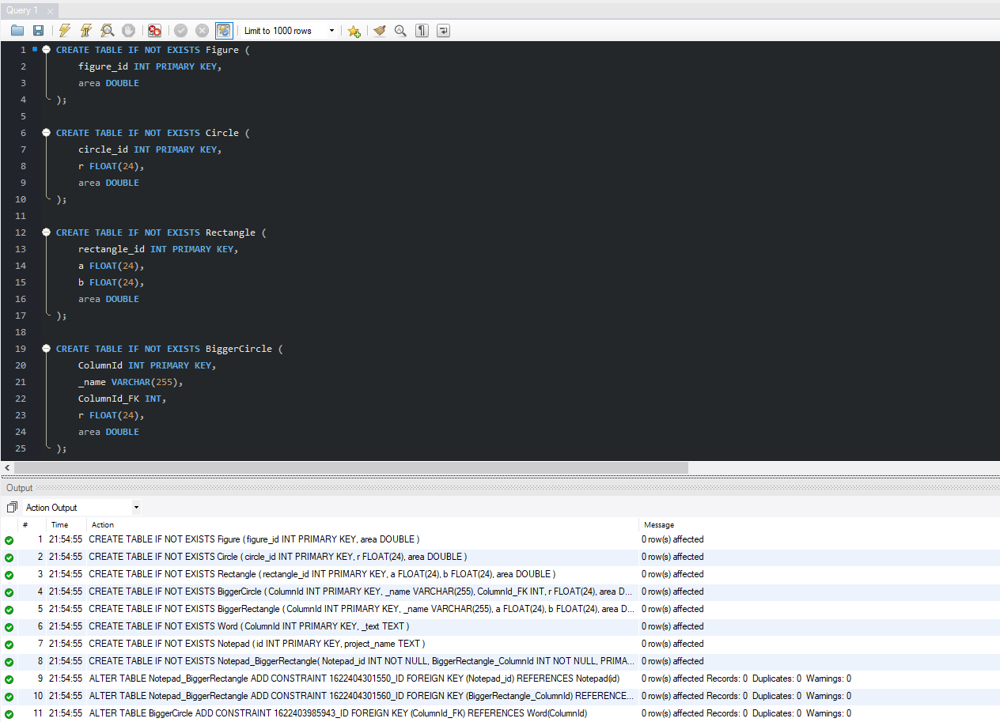 Query 1
Limit to 1000 rows
1 CREATE TABLE IF NOT EXISTS Figure (
2 figure_id INT PRIMARY KEY,
3 area DOUBLE
4 );
5
6 CREATE TABLE IF NOT EXISTS Circle (
7 circle_id INT PRIMARY KEY,
8 r FLOAT(24),
9 area DOUBLE
10 );
11
12 CREATE TABLE IF NOT EXISTS Rectangle (
13 rectangle_id INT PRIMARY KEY,
14 a FLOAT(24),
15 b FLOAT(24),
16 area DOUBLE
17 );
18
19 CREATE TABLE IF NOT EXISTS BiggerCircle (
20 ColumnId INT PRIMARY KEY,
21 _name VARCHAR(255),
22 ColumnId_FK INT,
23 r FLOAT(24),
24 area DOUBLE
25 );
Output
Action Output
# Time Action Message
1 21:54:55 CREATE TABLE IF NOT EXISTS Figure ( figure_id INT PRIMARY KEY, area DOUBLE ) 0 row(s) affected
2 21:54:55 CREATE TABLE IF NOT EXISTS Circle ( circle_id INT PRIMARY KEY, r FLOAT(24), area DOUBLE ) 0 row(s) affected
3 21:54:55 CREATE TABLE IF NOT EXISTS Rectangle ( rectangle_id INT PRIMARY KEY, a FLOAT(24), b FLOAT(24), area DOUBLE ) 0 row(s) affected
4 21:54:55 CREATE TABLE IF NOT EXISTS BiggerCircle ( ColumnId INT PRIMARY KEY, _name VARCHAR(255), ColumnId_FK INT, r FLOAT(24), area D... 0 row(s) affected
5 21:54:55 CREATE TABLE IF NOT EXISTS BiggerRectangle ( ColumnId INT PRIMARY KEY, _name VARCHAR(255), a FLOAT(24), b FLOAT(24), area D... 0 row(s) affected
6 21:54:55 CREATE TABLE IF NOT EXISTS Word ( ColumnId INT PRIMARY KEY, _text TEXT ) 0 row(s) affected
7 21:54:55 CREATE TABLE IF NOT EXISTS Notepad ( id INT PRIMARY KEY, project_name TEXT ) 0 row(s) affected
8 21:54:55 CREATE TABLE IF NOT EXISTS Notepad_BiggerRectangle( Notepad_id INT NOT NULL, BiggerRectangle_ColumnId INT NOT NULL, PRIMA... 0 row(s) affected
9 21:54:55 ALTER TABLE Notepad_BiggerRectangle ADD CONSTRAINT 1622404301550_ID FOREIGN KEY (Notepad_id) REFERENCES Notepad(id) 0 row(s) affected Records: 0 Duplicates: 0 Warnings: 0
10 21:54:55 ALTER TABLE Notepad_BiggerRectangle ADD CONSTRAINT 1622404301560_ID FOREIGN KEY (BiggerRectangle_ColumnId) REFERENCE... 0 row(s) affected Records: 0 Duplicates: 0 Warnings: 0
11 21:54:55 ALTER TABLE BiggerCircle ADD CONSTRAINT 1622403985943_ID FOREIGN KEY (ColumnId_FK) REFERENCES Word(ColumnId) 0 row(s) affected Records: 0 Duplicates: 0 Warnings: 0